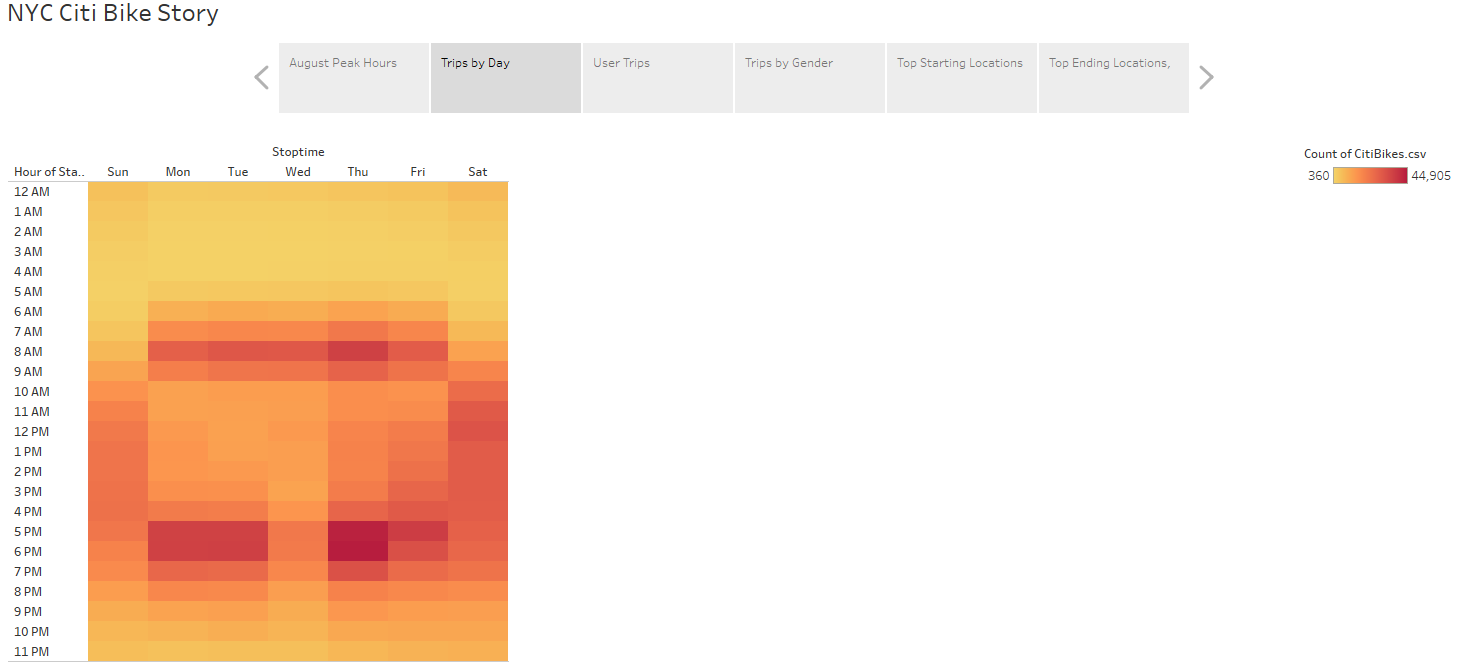 NYC Citi Bike Story
August Peak Hours
Trips by Day
User Trips
Trips by Gender
Top Starting Locations
Top Ending Locations,
Stoptime
Hour of Sta.. Sun Mon Tue Wed Thu Fri Sat
12 AM
1 AM
2 AM
3 AM
4 AM
5 AM
6 AM
7 AM
8 AM
9 AM
10 AM
11 AM
12 PM
1 PM
2 PM
3 PM
4 PM
5 PM
6 PM
7 PM
8 PM
9 PM
10 PM
11 PM
Count of CitiBikes.csv
360 44,905